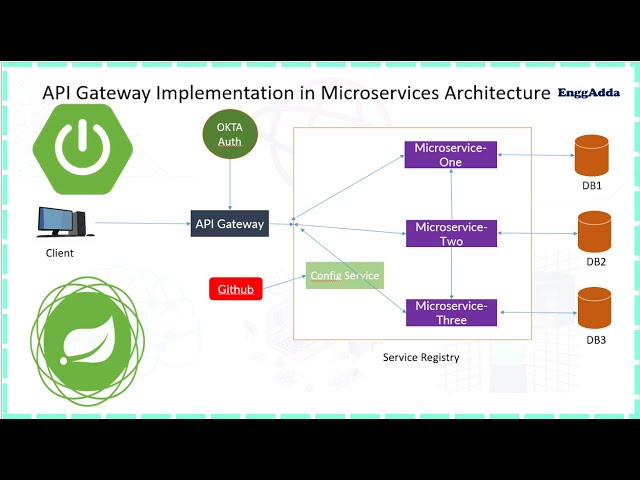 API Gateway Implementation in Microservices Architecture
EnggAdda
OKTA
Auth
Microservice-
One
DB1
API Gateway
Client
Microservice-
Two
DB2
Config Service
Github
Microservice-
Three
DB3
Service Registry